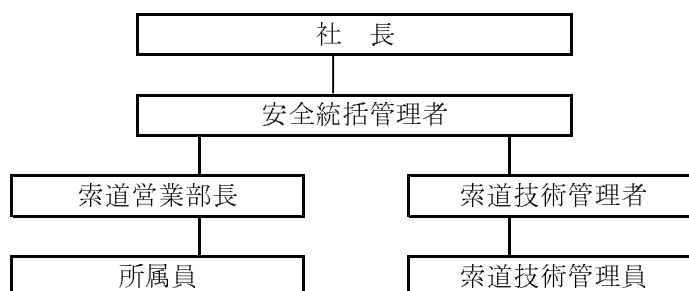 社　長
安全統括管理者
索道営業部長
索道技術管理者
所属員
索道技術管理員